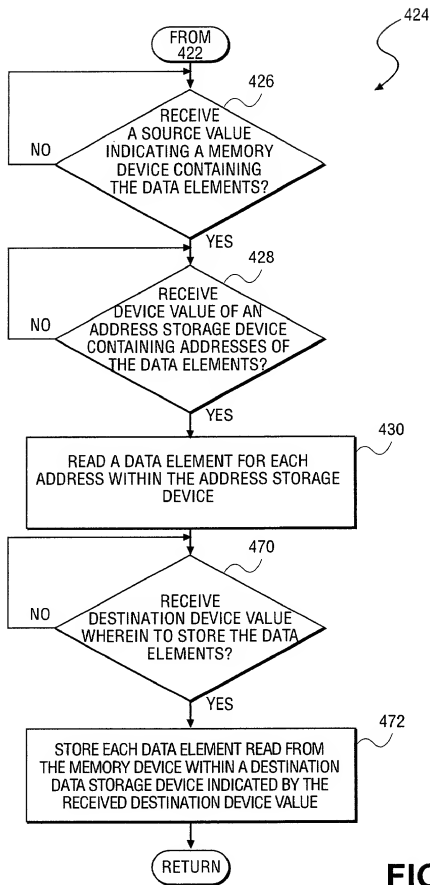 424
FROM
422
426
RECEIVE
A SOURCE VALUE
INDICATING A MEMORY
DEVICE CONTAINING
THE DATA ELEMENTS?
NO
YES
428
RECEIVE
DEVICE VALUE OF AN
ADDRESS STORAGE DEVICE
CONTAINING ADDRESSES OF
THE DATA ELEMENTS?
NO
YES
430
READ A DATA ELEMENT FOR EACH
ADDRESS WITHIN THE ADDRESS STORAGE
DEVICE
470
RECEIVE
DESTINATION DEVICE VALUE
WHEREIN TO STORE THE DATA
ELEMENTS?
NO
YES
472
STORE EACH DATA ELEMENT READ FROM
THE MEMORY DEVICE WITHIN A DESTINATION
DATA STORAGE DEVICE INDICATED BY THE
RECEIVED DESTINATION DEVICE VALUE
RETURN
FIG